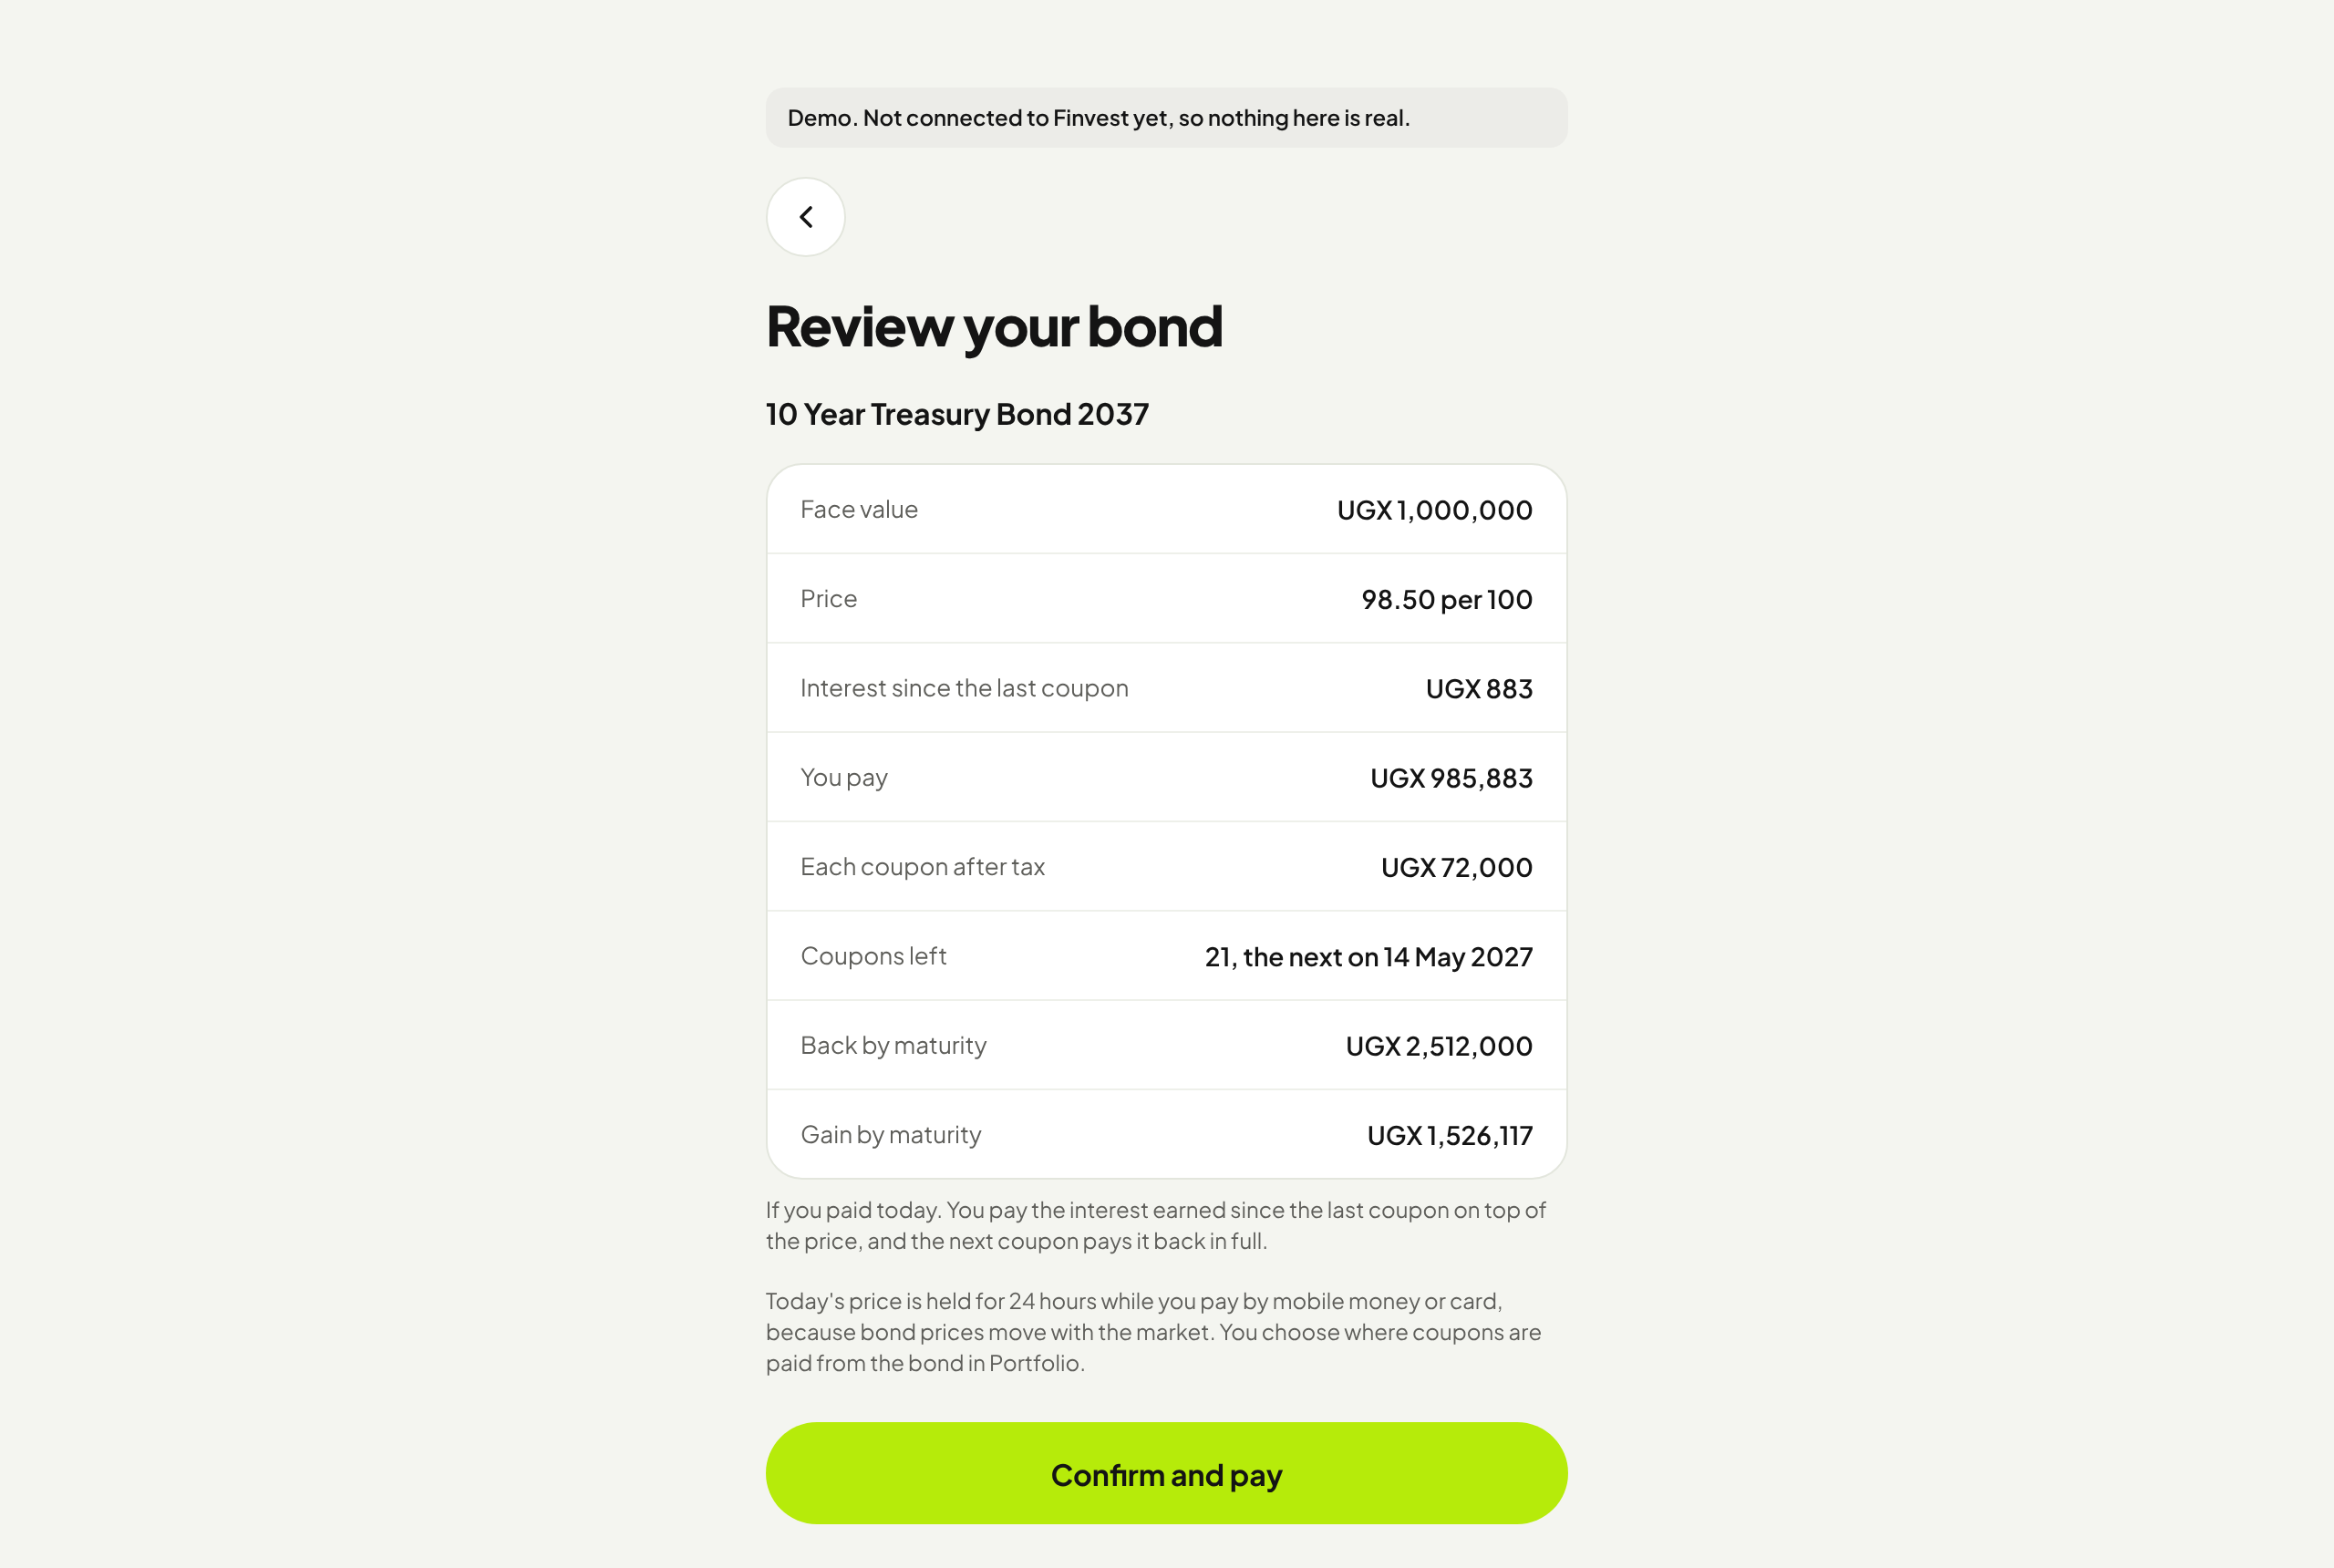 Demo. Not connected to Finvest yet, so nothing here is real.
Review your bond
10 Year Treasury Bond 2037
Face value UGX 1,000,000
Price 98.50 per 100
Interest since the last coupon UGX 883
You pay UGX 985,883
Each coupon after tax UGX 72,000
Coupons left 21, the next on 14 May 2027
Back by maturity UGX 2,512,000
Gain by maturity UGX 1,526,117
If you paid today. You pay the interest earned since the last coupon on top of
the price, and the next coupon pays it back in full.
Today's price is held for 24 hours while you pay by mobile money or card,
because bond prices move with the market. You choose where coupons are
paid from the bond in Portfolio.
Confirm and pay